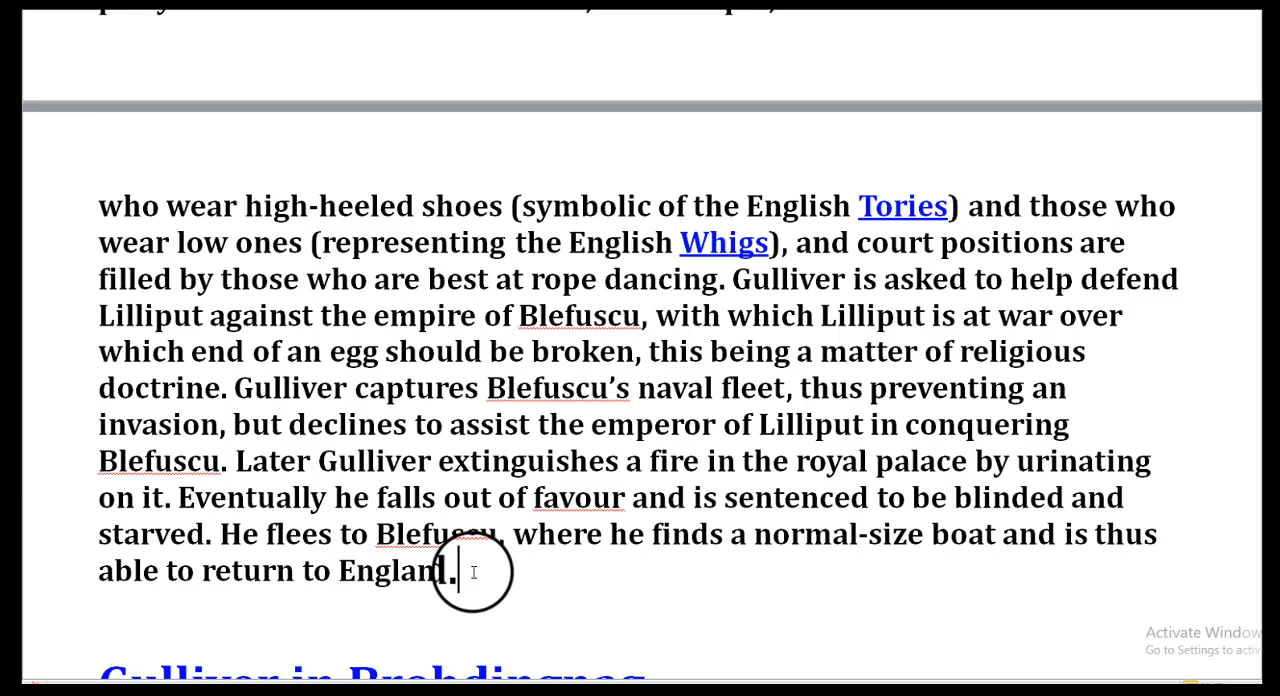 who wear high-heeled shoes (symbolic of the English Tories) and those who
wear low ones (representing the English Whigs), and court positions are
filled by those who are best at rope dancing. Gulliver is asked to help defend
Lilliput against the empire of Blefuscu, with which Lilliput is at war over
which end of an egg should be broken, this being a matter of religious
doctrine. Gulliver captures Blefuscu’s naval fleet, thus preventing an
invasion, but declines to assist the emperor of Lilliput in conquering
Blefuscu. Later Gulliver extinguishes a fire in the royal palace by urinating
on it. Eventually he falls out of favour and is sentenced to be blinded and
starved. He flees to Blefuscu, where he finds a normal-size boat and is thus
able to return to England.
Activate Window
Go to Settings to activ
Gulliver in Brobdingnag